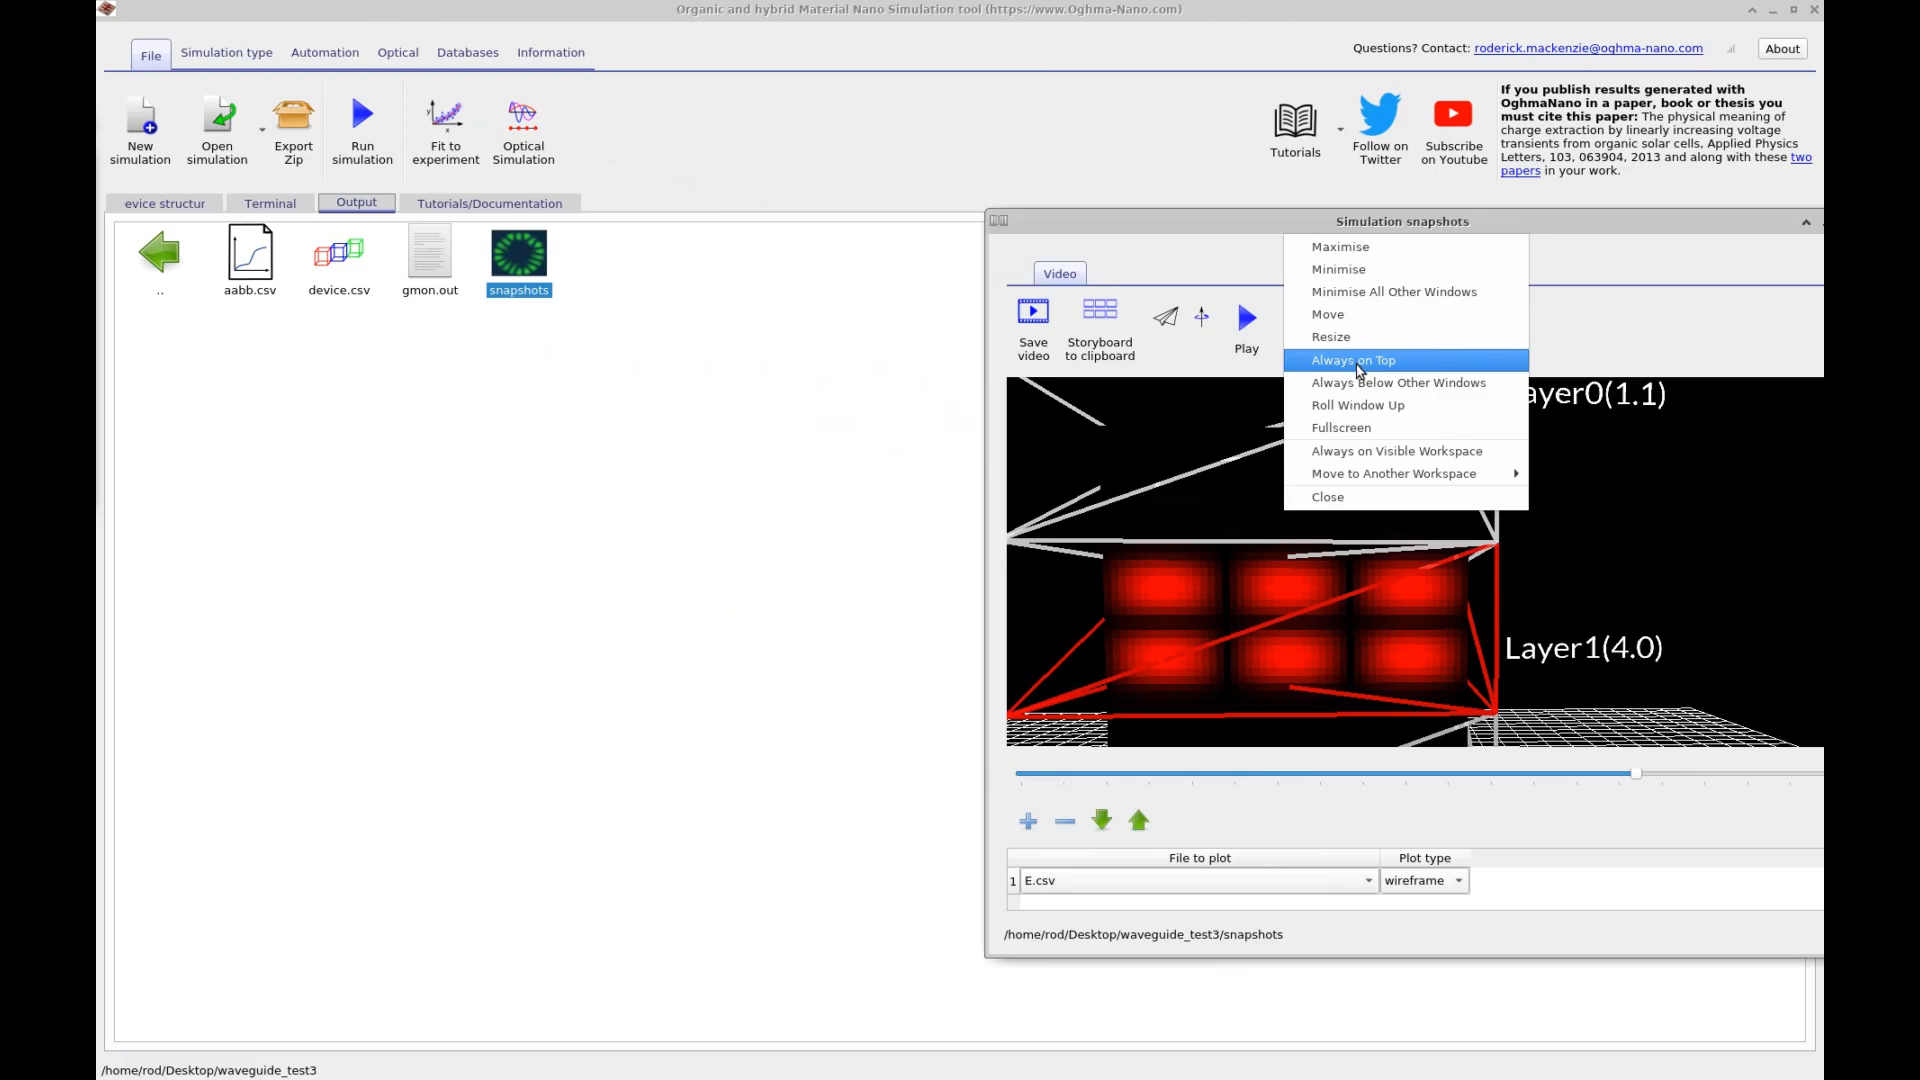 Organic and hybrid Material Nano Simulation tool (https://www.Oghma-Nano.com)
File
Simulation type
Automation
Optical
Databases
Information
Questions? Contact: roderick.mackenzie@oghma-nano.com
About
New
simulation
Open
simulation
Export
Zip
Run
simulation
Fit to
experiment
Optical
Simulation
Tutorials
Follow on
Twitter
Subscribe
on Youtube
If you publish results generated with
OghmaNano in a paper, book or thesis you
must cite this paper: The physical meaning of
charge extraction by linearly increasing voltage
transients from organic solar cells, Applied Physics
Letters, 103, 063904, 2013 and along with these two
papers in your work.
evice structur
Terminal
Output
Tutorials/Documentation
..
aabb.csv
device.csv
gmon.out
snapshots
Simulation snapshots
Video
Save
video
Storyboard
to clipboard
Play
Maximise
Minimise
Minimise All Other Windows
Move
Resize
Always on Top
Always Below Other Windows
Roll Window Up
Fullscreen
Always on Visible Workspace
Move to Another Workspace
Close
ayer0(1.1)
Layer1(4.0)
File to plot
Plot type
1
E.csv
wireframe
/home/rod/Desktop/waveguide_test3/snapshots
/home/rod/Desktop/waveguide_test3